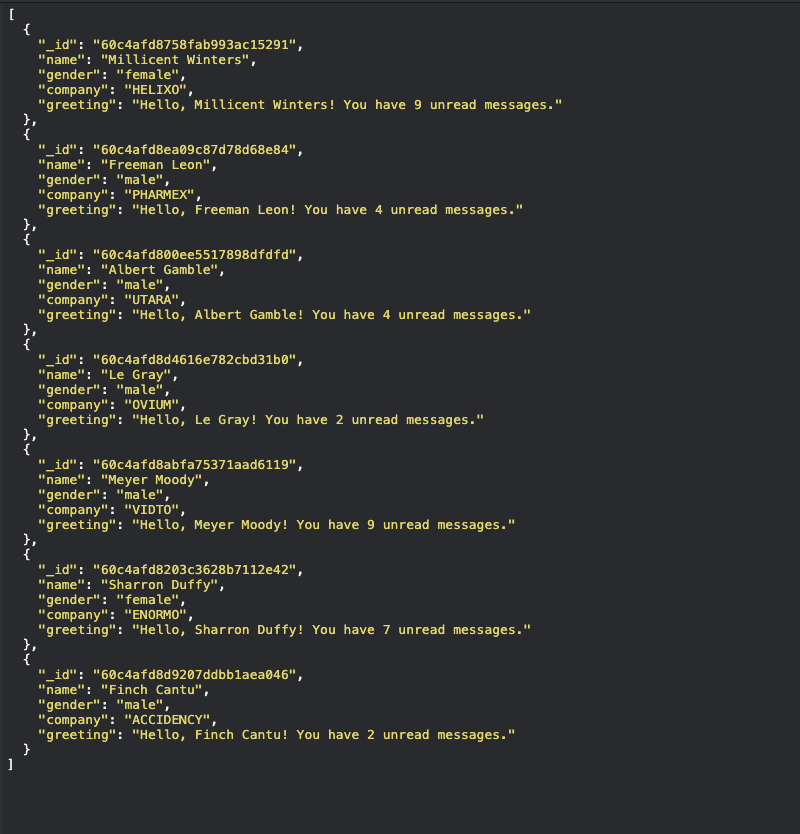 [
  {
    "_id": "60c4afd8758fab993ac15291",
    "name": "Millicent Winters",
    "gender": "female",
    "company": "HELIXO",
    "greeting": "Hello, Millicent Winters! You have 9 unread messages."
  },
  {
    "_id": "60c4afd8ea09c87d78d68e84",
    "name": "Freeman Leon",
    "gender": "male",
    "company": "PHARMEX",
    "greeting": "Hello, Freeman Leon! You have 4 unread messages."
  },
  {
    "_id": "60c4afd800ee5517898dfdfd",
    "name": "Albert Gamble",
    "gender": "male",
    "company": "UTARA",
    "greeting": "Hello, Albert Gamble! You have 4 unread messages."
  },
  {
    "_id": "60c4afd8d4616e782cbd31b0",
    "name": "Le Gray",
    "gender": "male",
    "company": "OVIUM",
    "greeting": "Hello, Le Gray! You have 2 unread messages."
  },
  {
    "_id": "60c4afd8abfa75371aad6119",
    "name": "Meyer Moody",
    "gender": "male",
    "company": "VIDTO",
    "greeting": "Hello, Meyer Moody! You have 9 unread messages."
  },
  {
    "_id": "60c4afd8203c3628b7112e42",
    "name": "Sharron Duffy",
    "gender": "female",
    "company": "ENORMO",
    "greeting": "Hello, Sharron Duffy! You have 7 unread messages."
  },
  {
    "_id": "60c4afd8d9207ddbb1aea046",
    "name": "Finch Cantu",
    "gender": "male",
    "company": "ACCIDENCY",
    "greeting": "Hello, Finch Cantu! You have 2 unread messages."
  }
]